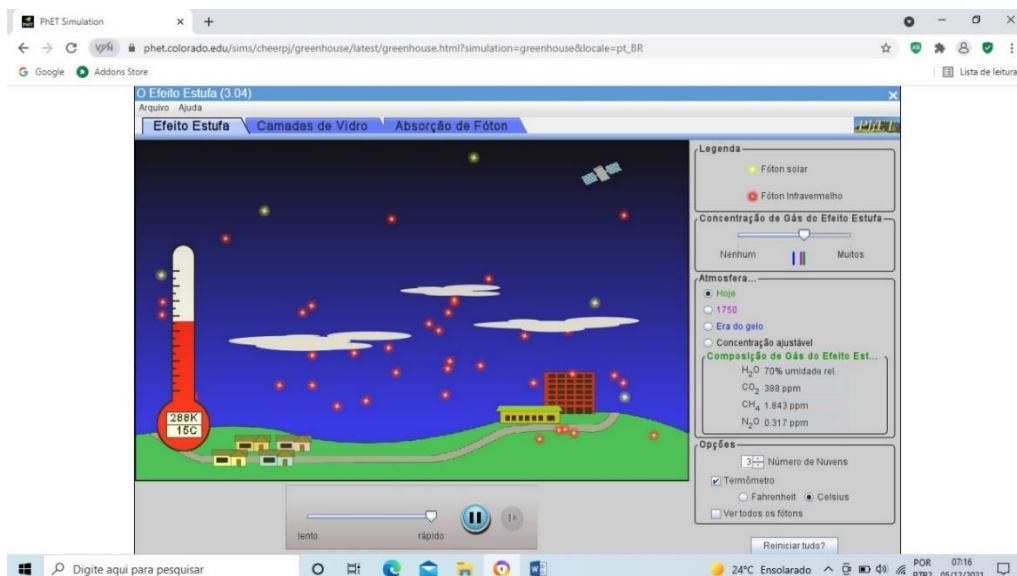 PhET Simulation
phet.colorado.edu/sims/cheerpj/greenhouse/latest/greenhouse.html?simulation=greenhouse&locale=pt_BR
Google Addons Store Lista de leitura
O Efeito Estufa (3.04)
Arquivo Ajuda
Efeito Estufa Camadas de Vidro Absorção de Fóton
PhET
Legenda
Fóton solar
Fóton Infravermelho
Concentração de Gás do Efeito Estufa
Nenhum Muitos
Atmosfera...
Hoje
1750
Era do gelo
Concentração ajustável
Composição de Gás do Efeito Est...
H2O 70% umidade rel.
CO2 388 ppm
CH4 1.843 ppm
N2O 0.317 ppm
288K
15C
Opções
3 Número de Nuvens
Termômetro
Fahrenheit Celsius
Ver todos os fótons
lento rápido
Reiniciar tudo?
Digite aqui para pesquisar
24°C Ensolarado
POR 07:16
PTB2 05/12/2021